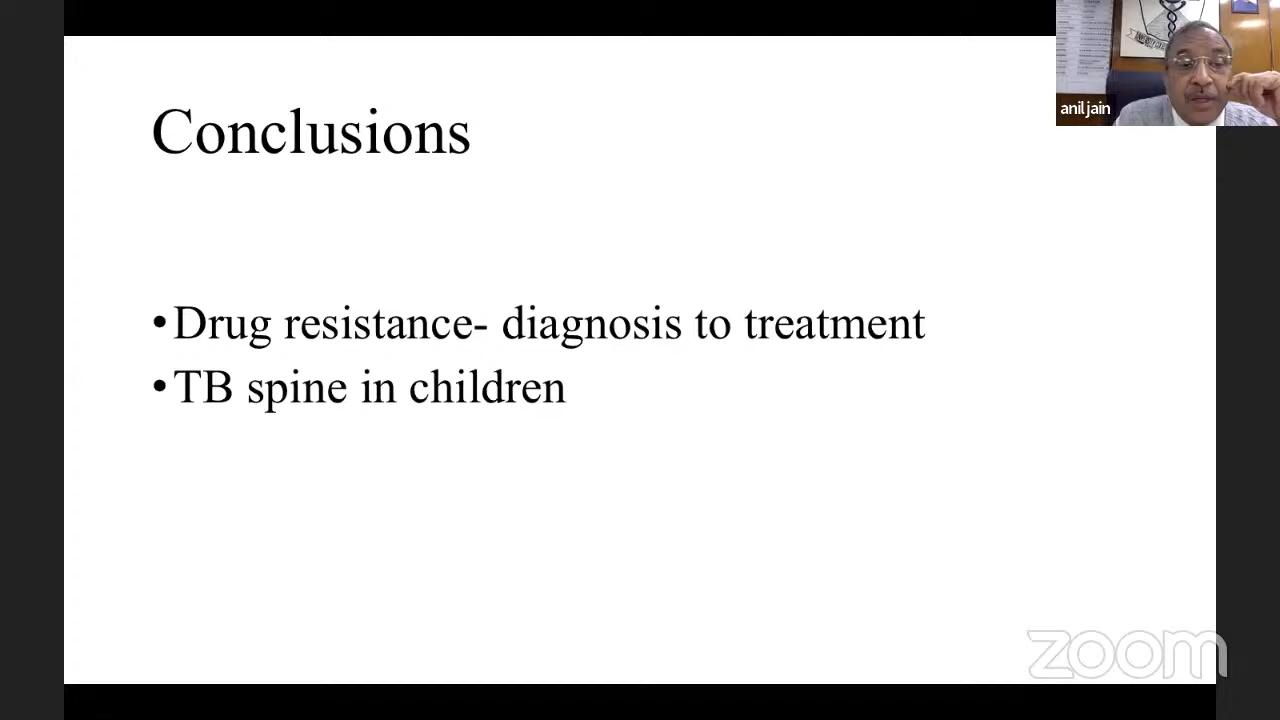 Conclusions
•Drug resistance- diagnosis to treatment
•TB spine in children
anil jain
zoom